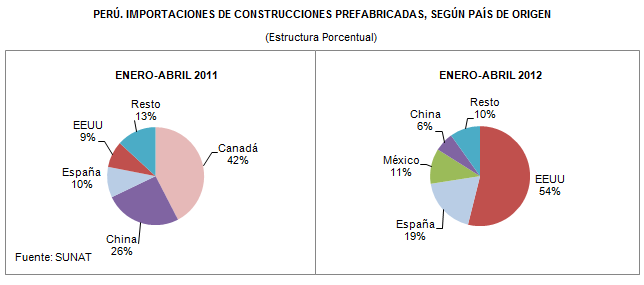 PERÚ. IMPORTACIONES DE CONSTRUCCIONES PREFABRICADAS, SEGÚN PAÍS DE ORIGEN
(Estructura Porcentual)
ENERO-ABRIL 2011
Resto
13%
EEUU
9%
Canadá
42%
España
10%
China
26%
Fuente: SUNAT
ENERO-ABRIL 2012
Resto
10%
China
6%
México
11%
EEUU
54%
España
19%